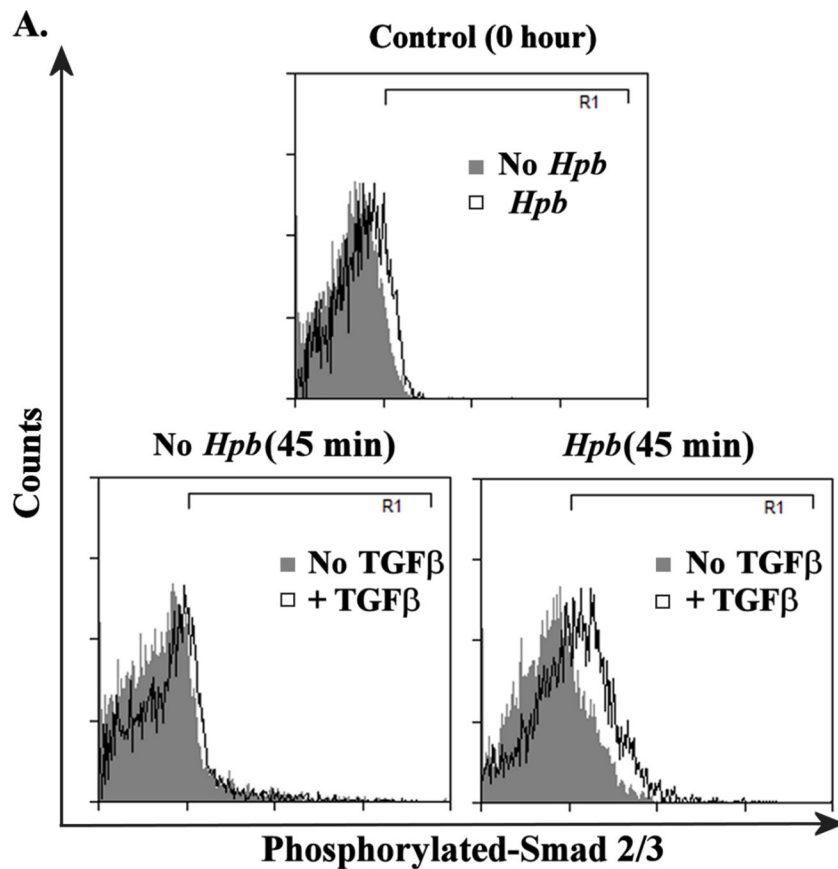 A.
Control (0 hour)
R1
No Hpb
Hpb
Counts
No Hpb (45 min)
R1
No TGFβ
+ TGFβ
Hpb (45 min)
R1
No TGFβ
+ TGFβ
Phosphorylated-Smad 2/3